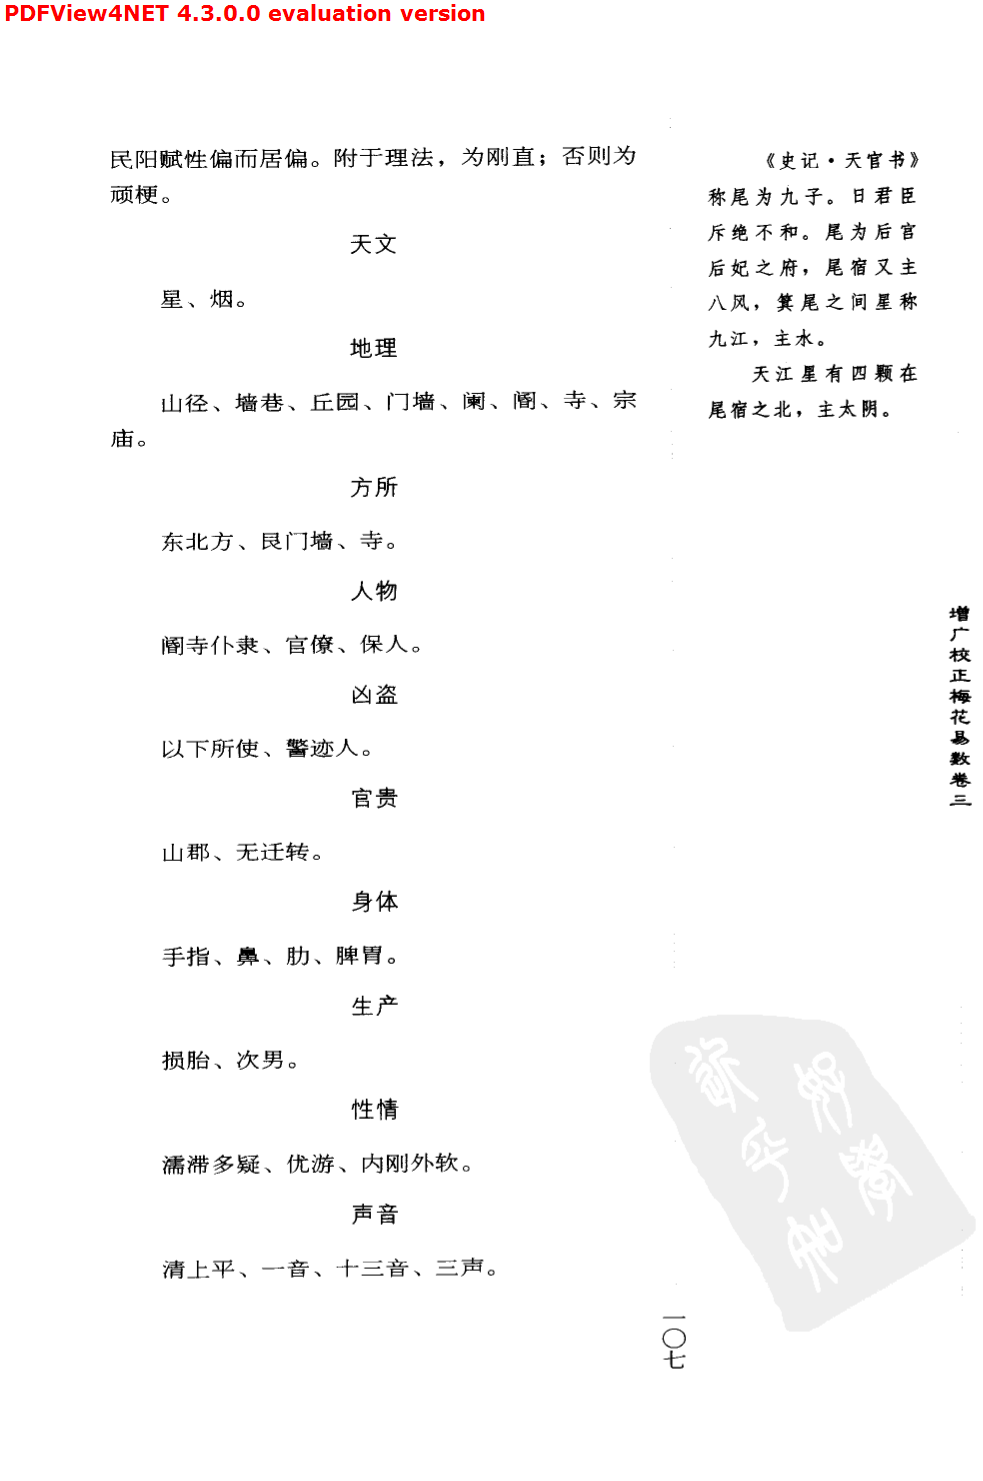 PDFView4NET 4.3.0.0 evaluation version
民阳赋性偏而居偏。附于理法，为刚直；否则为
顽梗。
天文
星、烟。
地理
山径、墙巷、丘园、门墙、阑、阍、寺、宗
庙。
方所
东北方、艮门墙、寺。
人物
阍寺仆隶、官僚、保人。
凶盗
以下所使、警迹人。
官贵
山郡、无迁转。
身体
手指、鼻、肋、脾胃。
生产
损胎、次男。
性情
濡滞多疑、优游、内刚外软。
声音
清上平、一音、十三音、三声。
《史记·天官书》
称尾为九子。日君臣
斥绝不和。尾为后宫
后妃之府，尾宿又主
八风，箕尾之间星称
九江，主水。
天江星有四颗在
尾宿之北，主太阴。
增广校正梅花易数卷三
一〇七